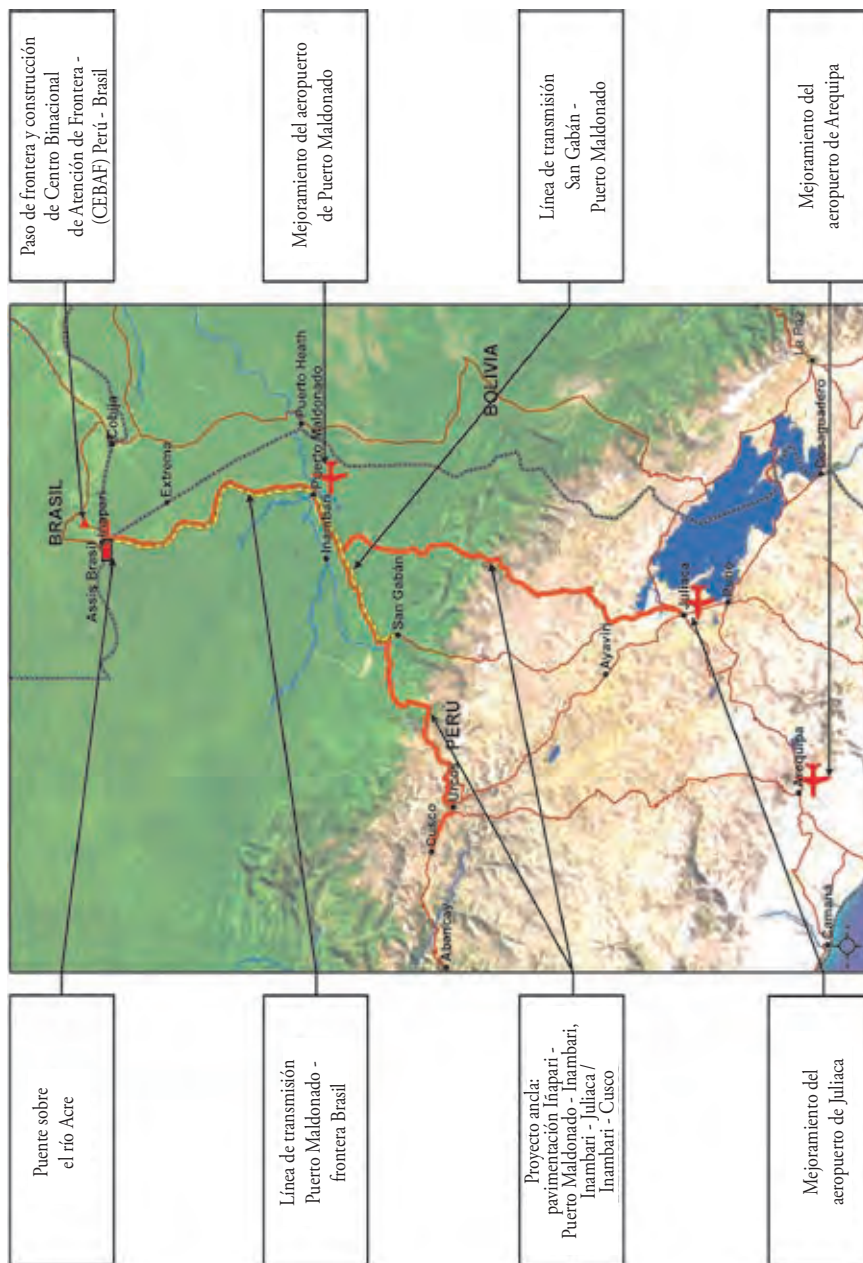 Puente sobre
el río Acre
Línea de transmisión
Puerto Maldonado -
frontera Brasil
Proyecto ancla:
pavimentación Iñapari -
Puerto Maldonado - Inambari,
Inambari - Juliaca /
Inambari - Cusco
Mejoramiento del
aeropuerto de Juliaca
BRASIL
Assis Brasil
Iñapari
Cobija
Extrema
Puerto Heath
Puerto Maldonado
Inambari
San Gabán
BOLIVIA
PERÚ
Urcos
Cusco
Abancay
Ayaviri
Juliaca
Puno
Desaguadero
La Paz
Arequipa
Camaná
Paso de frontera y construcción
de Centro Binacional
de Atención de Frontera -
((CEBAF) Perú - Brasil
Mejoramiento del aeropuerto
de Puerto Maldonado
Línea de transmisión
San Gabán -
Puerto Maldonado
Mejoramiento del
aeropuerto de Arequipa